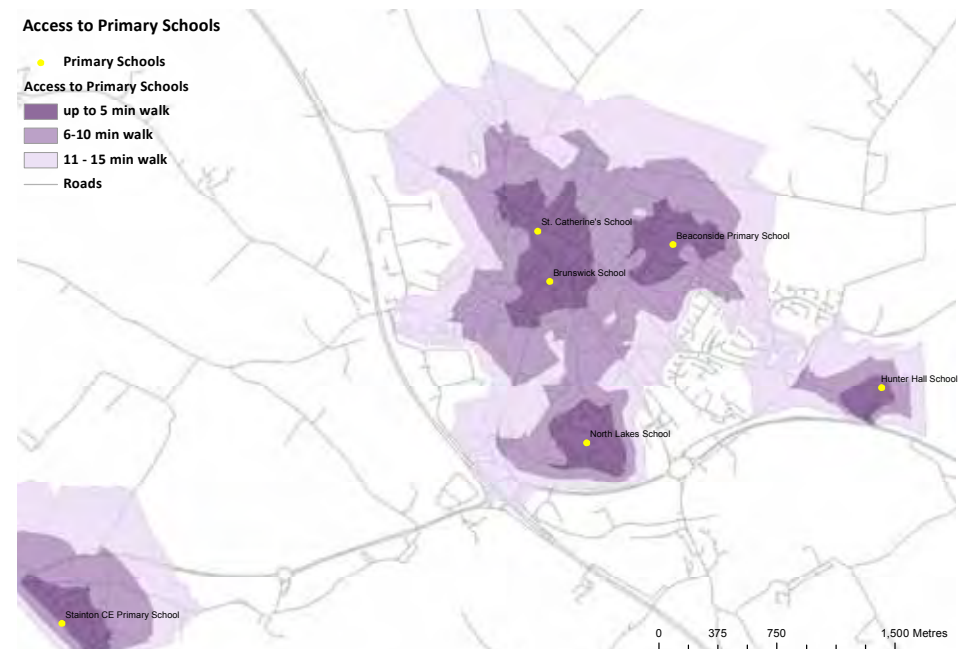 Access to Primary Schools
Primary Schools
Access to Primary Schools
up to 5 min walk
6-10 min walk
11 - 15 min walk
Roads
St. Catherine's School
Beaconside Primary School
Brunswick School
Hunter Hall School
North Lakes School
Stainton CE Primary School
0 375 750 1,500 Metres